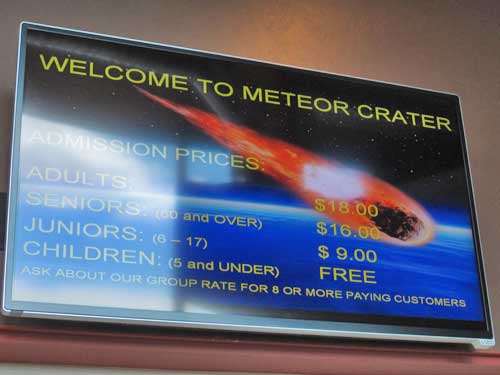 WELCOME TO METEOR CRATER
ADMISSION PRICES:
ADULTS: $18.00
SENIORS: (60 and OVER) $16.00
JUNIORS: (6 – 17) $ 9.00
CHILDREN: (5 and UNDER) FREE
ASK ABOUT OUR GROUP RATE FOR 8 OR MORE PAYING CUSTOMERS